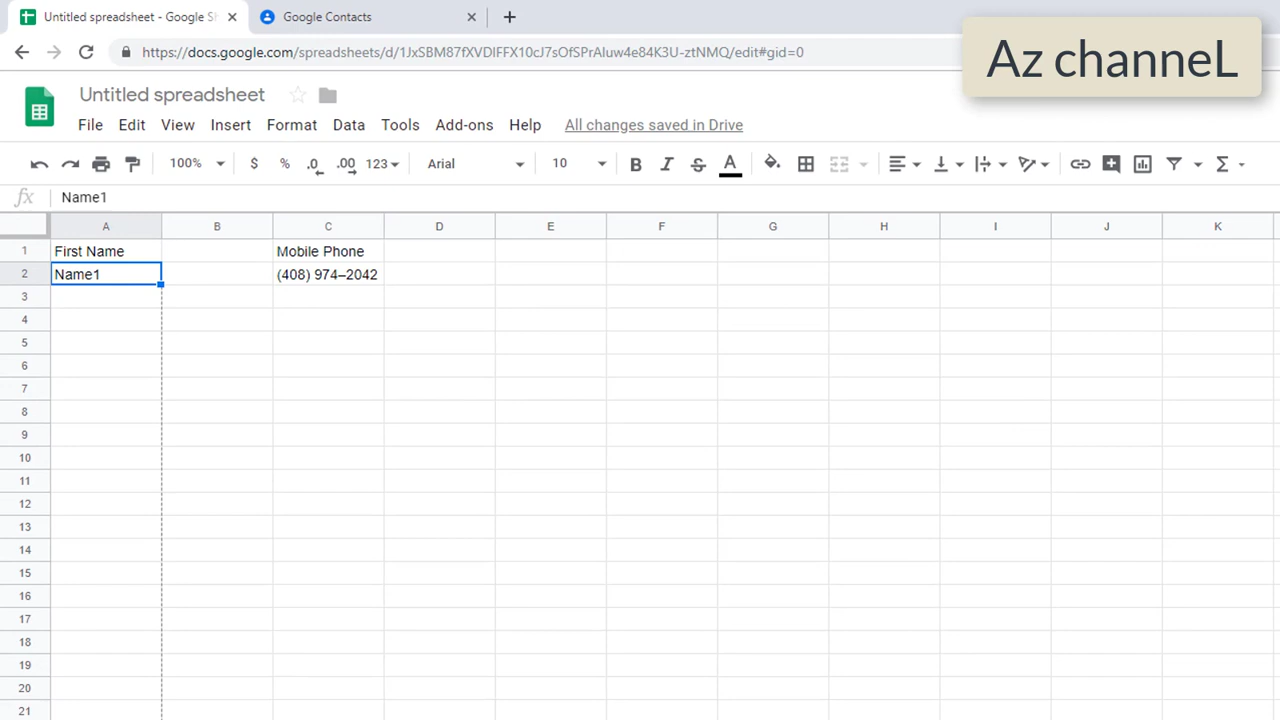 Untitled spreadsheet - Google Sh
Google Contacts
https://docs.google.com/spreadsheets/d/1JxSBM87fXVDIFFX10cJ7sOfSPrAluw4e84K3U-ztNMQ/edit#gid=0
Az channeL
Untitled spreadsheet
File Edit View Insert Format Data Tools Add-ons Help All changes saved in Drive
100% $ % .0 .00 123 Arial 10 B I S A Σ
fx Name1
A B C D E F G H I J K
1 First Name Mobile Phone
2 Name1 (408) 974–2042
3
4
5
6
7
8
9
10
11
12
13
14
15
16
17
18
19
20
21